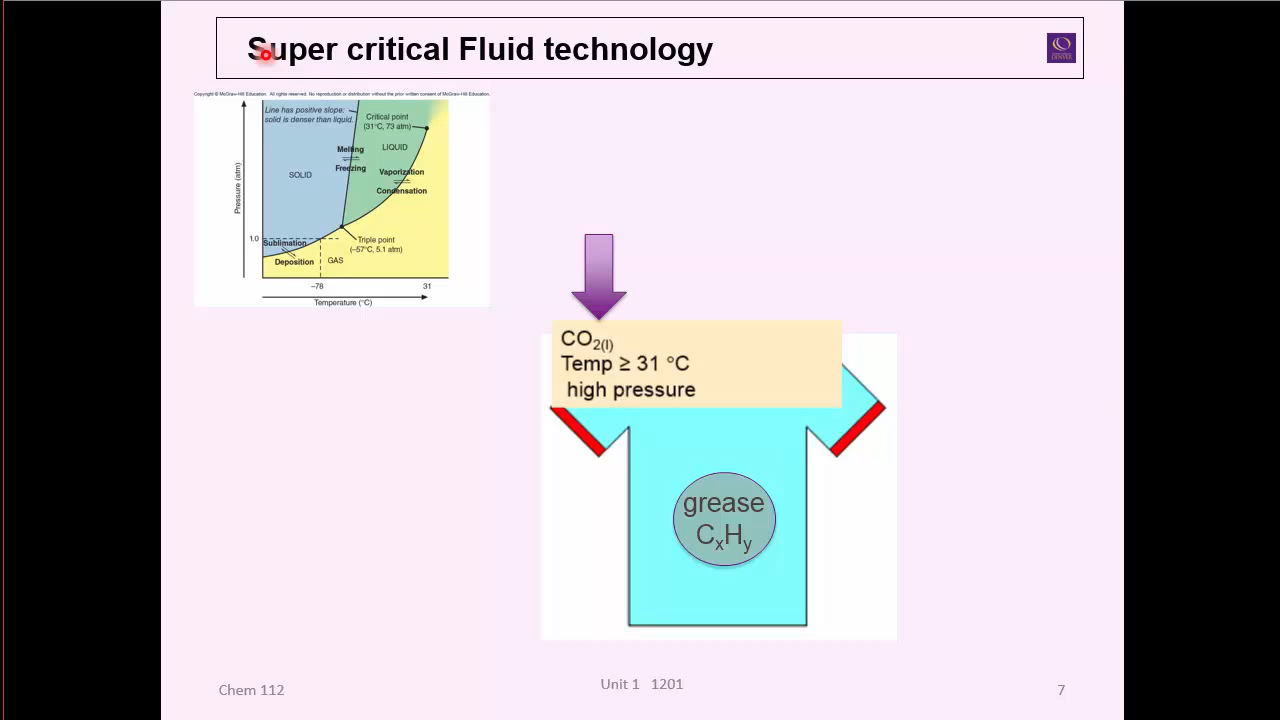 Super critical Fluid technology
Copyright © McGraw-Hill Education. All rights reserved. No reproduction or distribution without the prior written consent of McGraw-Hill Education.
Line has positive slope:
solid is denser than liquid.
Critical point
(31°C, 73 atm)
Melting
Freezing
LIQUID
SOLID
Vaporization
Condensation
Pressure (atm)
1.0
Sublimation
Deposition
Triple point
(–57°C, 5.1 atm)
GAS
–78
31
Temperature (°C)
CO2(l)
Temp ≥ 31 °C
high pressure
grease
CxHy
Chem 112
Unit 1 1201
7